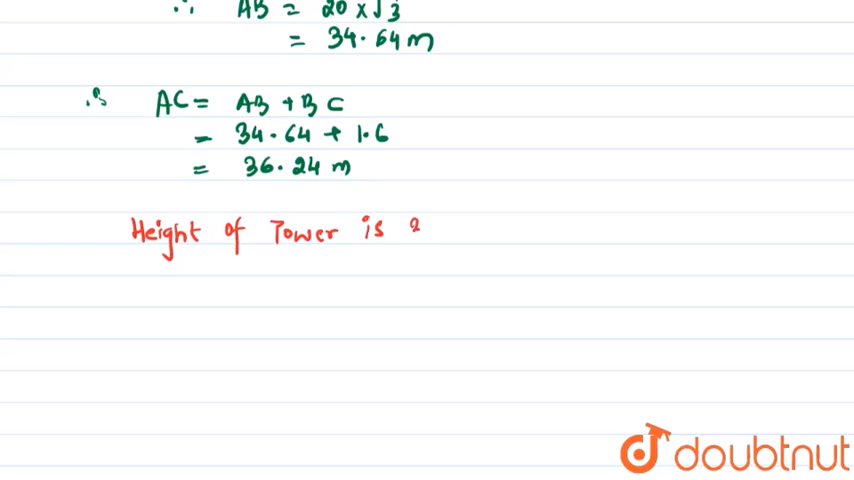 ∴ AB = 20 x √3
= 34.64 m
∴ AC = AB + BC
= 34.64 + 1.6
= 36.24 m
Height of Tower is
doubtnut